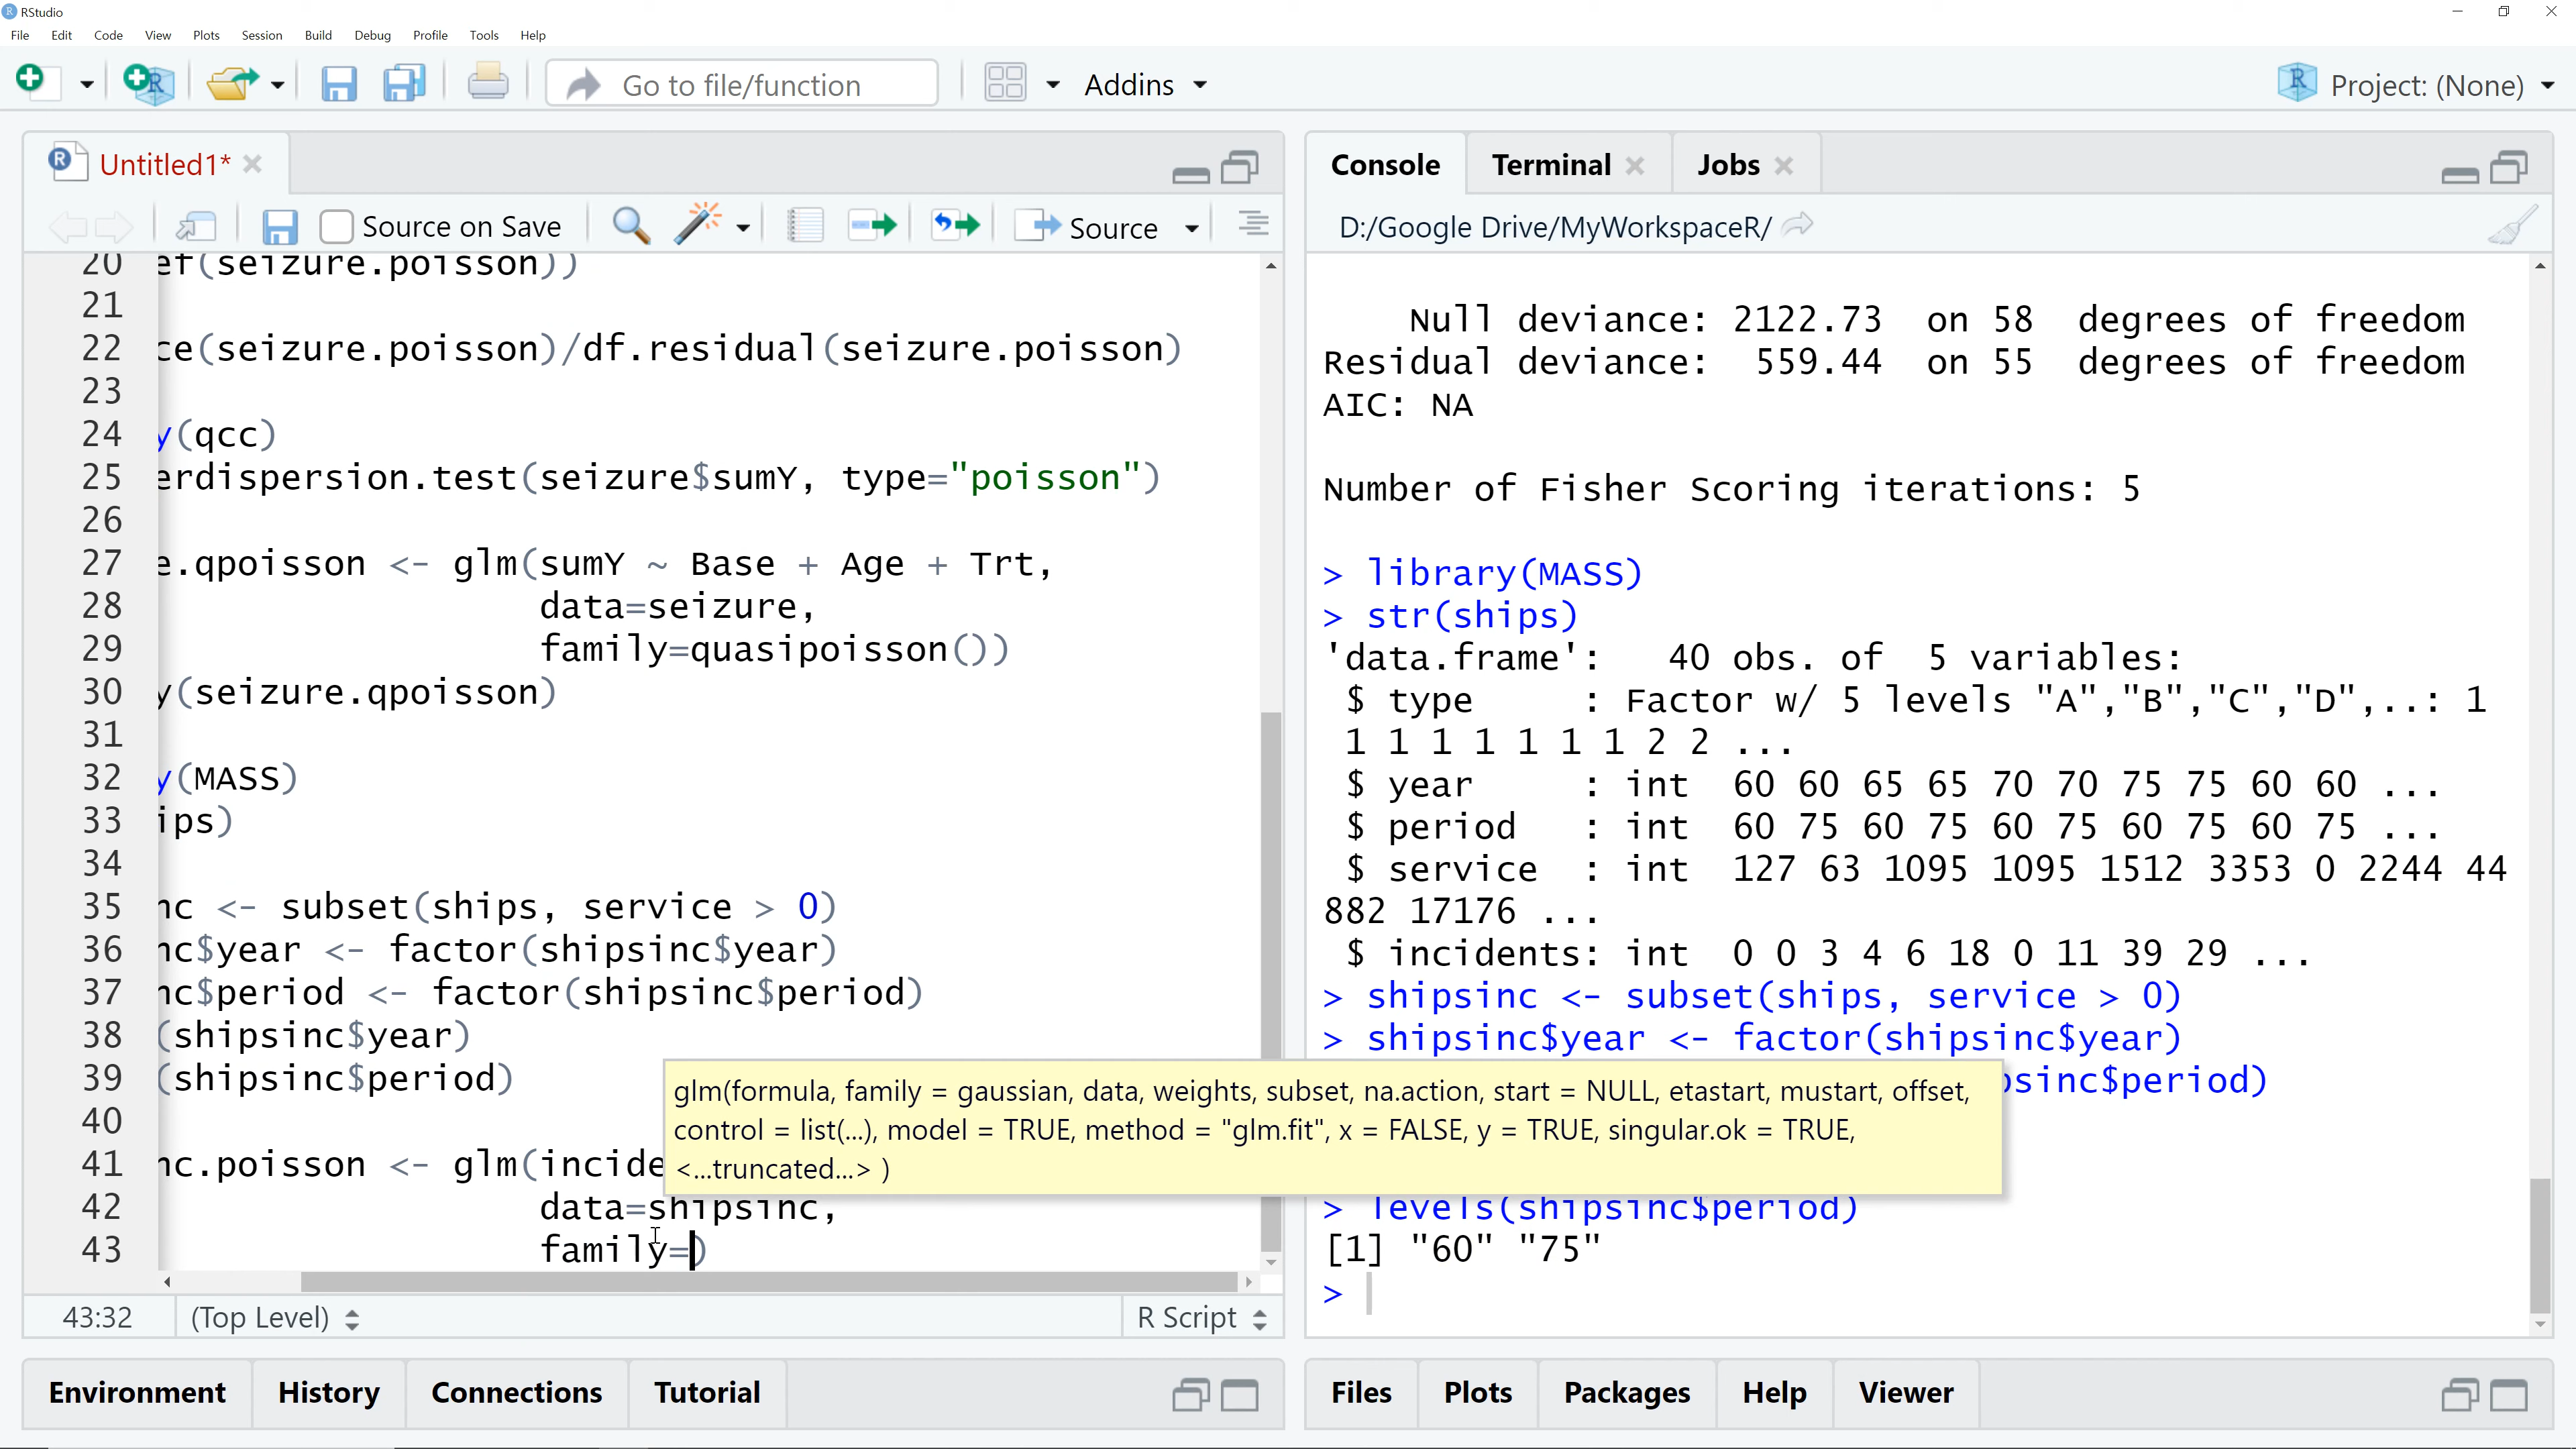 RStudio
File Edit Code View Plots Session Build Debug Profile Tools Help
Go to file/function Addins Project: (None)
Untitled1*
Source on Save Source
20 ef(seizure.poisson))
21
22 ce(seizure.poisson)/df.residual(seizure.poisson)
23
24 y(qcc)
25 erdispersion.test(seizure$sumY, type="poisson")
26
27 e.qpoisson <- glm(sumY ~ Base + Age + Trt,
28 data=seizure,
29 family=quasipoisson())
30 y(seizure.qpoisson)
31
32 y(MASS)
33 ips)
34
35 nc <- subset(ships, service > 0)
36 nc$year <- factor(shipsinc$year)
37 nc$period <- factor(shipsinc$period)
38 (shipsinc$year)
39 (shipsinc$period)
40
41 nc.poisson <- glm(incide
42 data=shipsinc,
43 family=)
glm(formula, family = gaussian, data, weights, subset, na.action, start = NULL, etastart, mustart, offset,
control = list(...), model = TRUE, method = "glm.fit", x = FALSE, y = TRUE, singular.ok = TRUE,
<...truncated...> )
43:32 (Top Level) R Script
Console Terminal Jobs
D:/Google Drive/MyWorkspaceR/
Null deviance: 2122.73 on 58 degrees of freedom
Residual deviance: 559.44 on 55 degrees of freedom
AIC: NA
Number of Fisher Scoring iterations: 5
> library(MASS)
> str(ships)
'data.frame': 40 obs. of 5 variables:
$ type : Factor w/ 5 levels "A","B","C","D",..: 1
1 1 1 1 1 1 1 2 2 ...
$ year : int 60 60 65 65 70 70 75 75 60 60 ...
$ period : int 60 75 60 75 60 75 60 75 60 75 ...
$ service : int 127 63 1095 1095 1512 3353 0 2244 44
882 17176 ...
$ incidents: int 0 0 3 4 6 18 0 11 39 29 ...
> shipsinc <- subset(ships, service > 0)
> shipsinc$year <- factor(shipsinc$year)
sinc$period)
> levels(shipsinc$period)
[1] "60" "75"
>
Environment History Connections Tutorial
Files Plots Packages Help Viewer